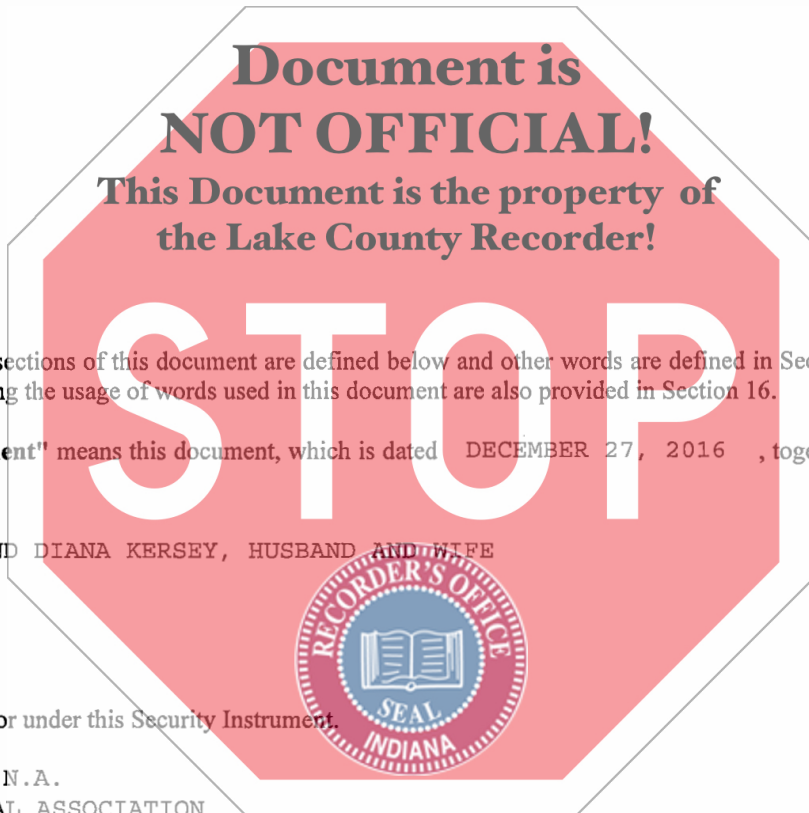 Document is
NOT OFFICIAL!
This Document is the property of
the Lake County Recorder!
STOP
sections of this document are defined below and other words are defined in Sec
the usage of words used in this document are also provided in Section 16.
ent" means this document, which is dated DECEMBER 27, 2016 , tog
DIANA KERSEY, HUSBAND AND WIFE
RECORDER'S OFFICE
SEAL
INDIANA
or under this Security Instrument.
N.A.
ASSOCIATION